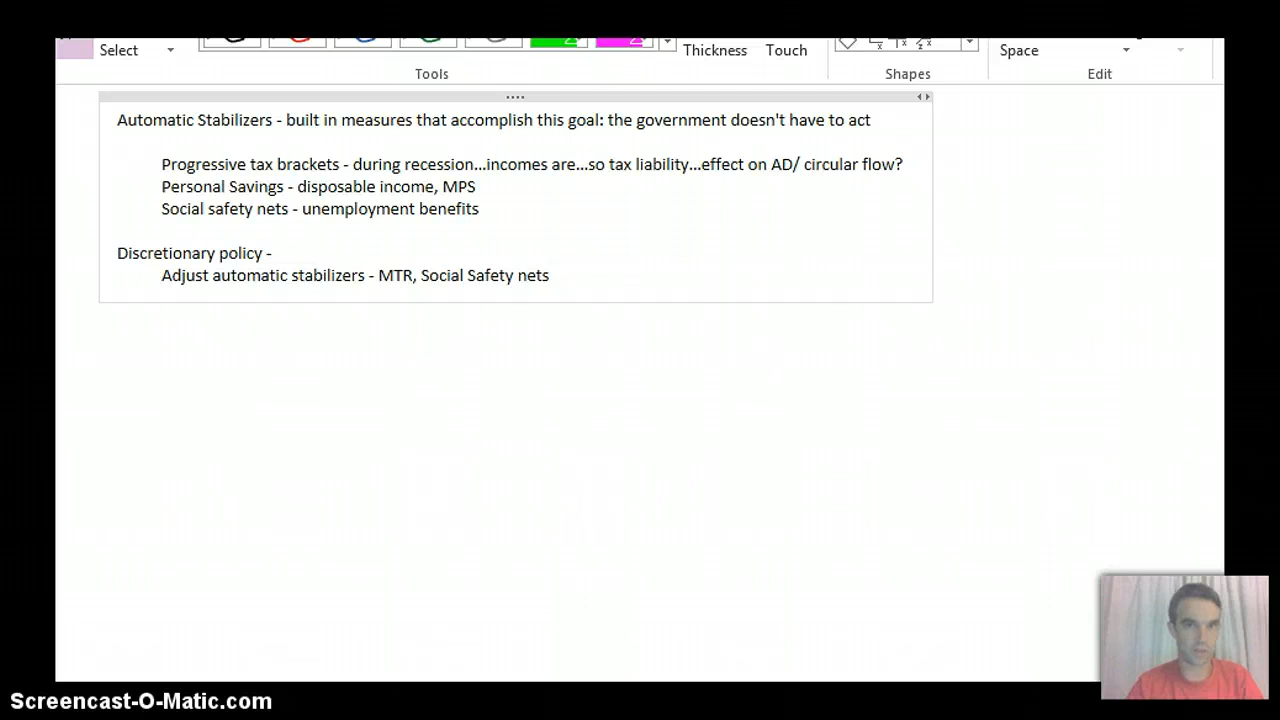 Select
Thickness
Touch
Space
Tools
Shapes
Edit
Automatic Stabilizers - built in measures that accomplish this goal: the government doesn't have to act
Progressive tax brackets - during recession...incomes are...so tax liability...effect on AD/ circular flow?
Personal Savings - disposable income, MPS
Social safety nets - unemployment benefits
Discretionary policy -
Adjust automatic stabilizers - MTR, Social Safety nets
Screencast-O-Matic.com